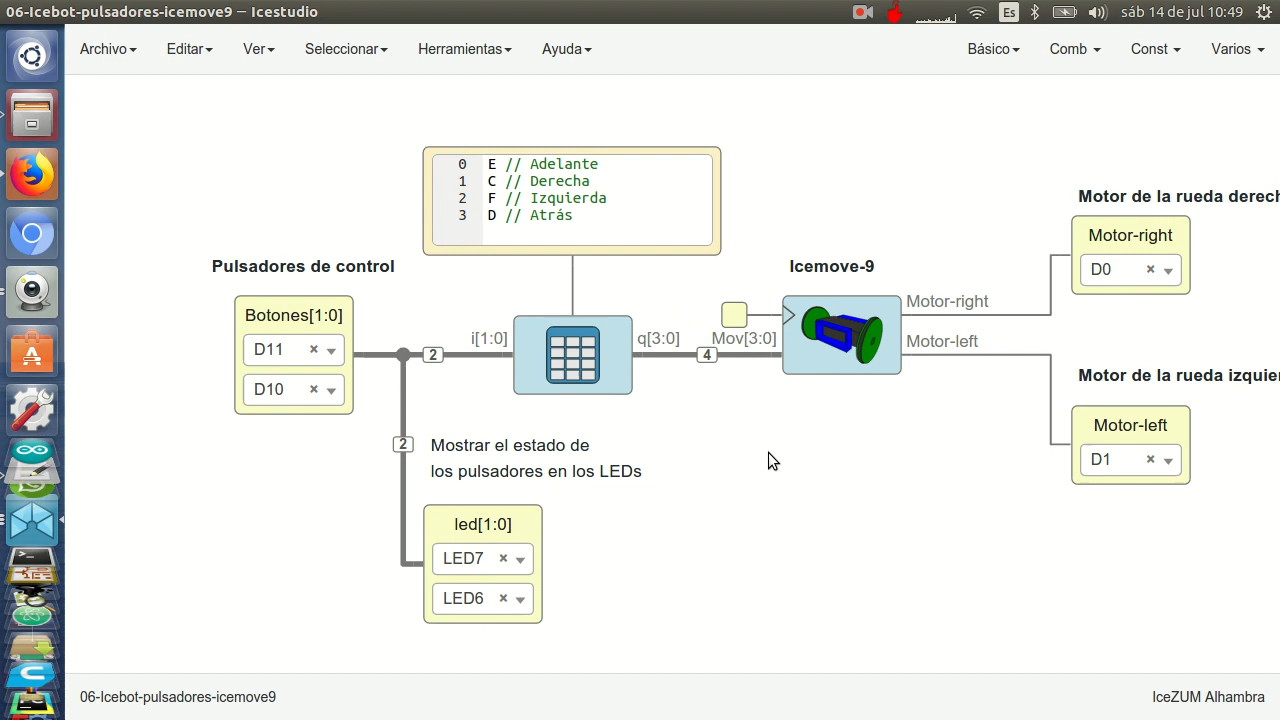 06-Icebot-pulsadores-icemove9 – Icestudio
Es
sáb 14 de jul 10:49
Archivo Editar Ver Seleccionar Herramientas Ayuda
Básico Comb Const Varios
0 E // Adelante
1 C // Derecha
2 F // Izquierda
3 D // Atrás
Motor de la rueda derech
Motor-right
D0 ×
Pulsadores de control
Icemove-9
Botones[1:0]
D11 ×
D10 ×
2
i[1:0]
q[3:0]
4
Mov[3:0]
Motor-right
Motor-left
Motor de la rueda izquier
Motor-left
D1 ×
2
Mostrar el estado de
los pulsadores en los LEDs
led[1:0]
LED7 ×
LED6 ×
06-Icebot-pulsadores-icemove9
IceZUM Alhambra